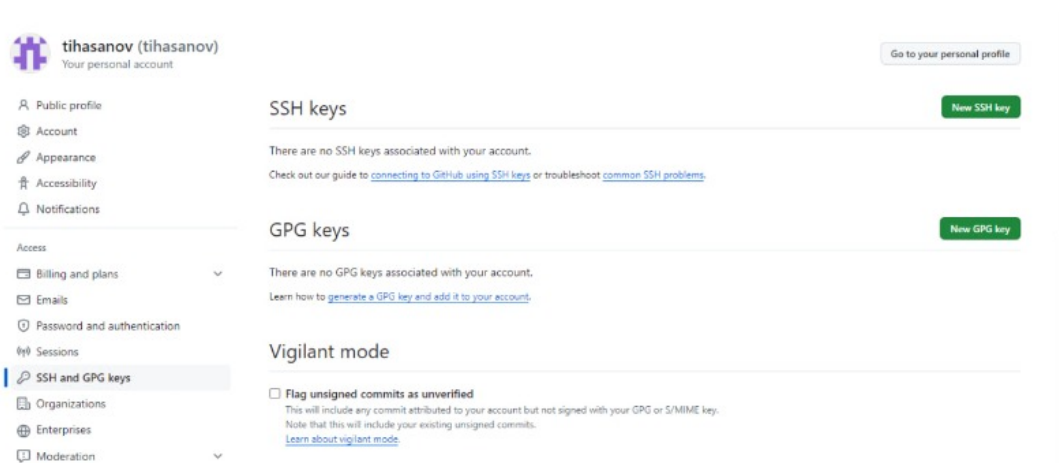 tihasanov (tihasanov)
Your personal account
Go to your personal profile
Public profile
Account
Appearance
Accessibility
Notifications
Access
Billing and plans
Emails
Password and authentication
Sessions
SSH and GPG keys
Organizations
Enterprises
Moderation
SSH keys
New SSH key
There are no SSH keys associated with your account.
Check out our guide to connecting to GitHub using SSH keys or troubleshoot common SSH problems.
GPG keys
New GPG key
There are no GPG keys associated with your account.
Learn how to generate a GPG key and add it to your account.
Vigilant mode
Flag unsigned commits as unverified
This will include any commit attributed to your account but not signed with your GPG or S/MIME key.
Note that this will include your existing unsigned commits.
Learn about vigilant mode.